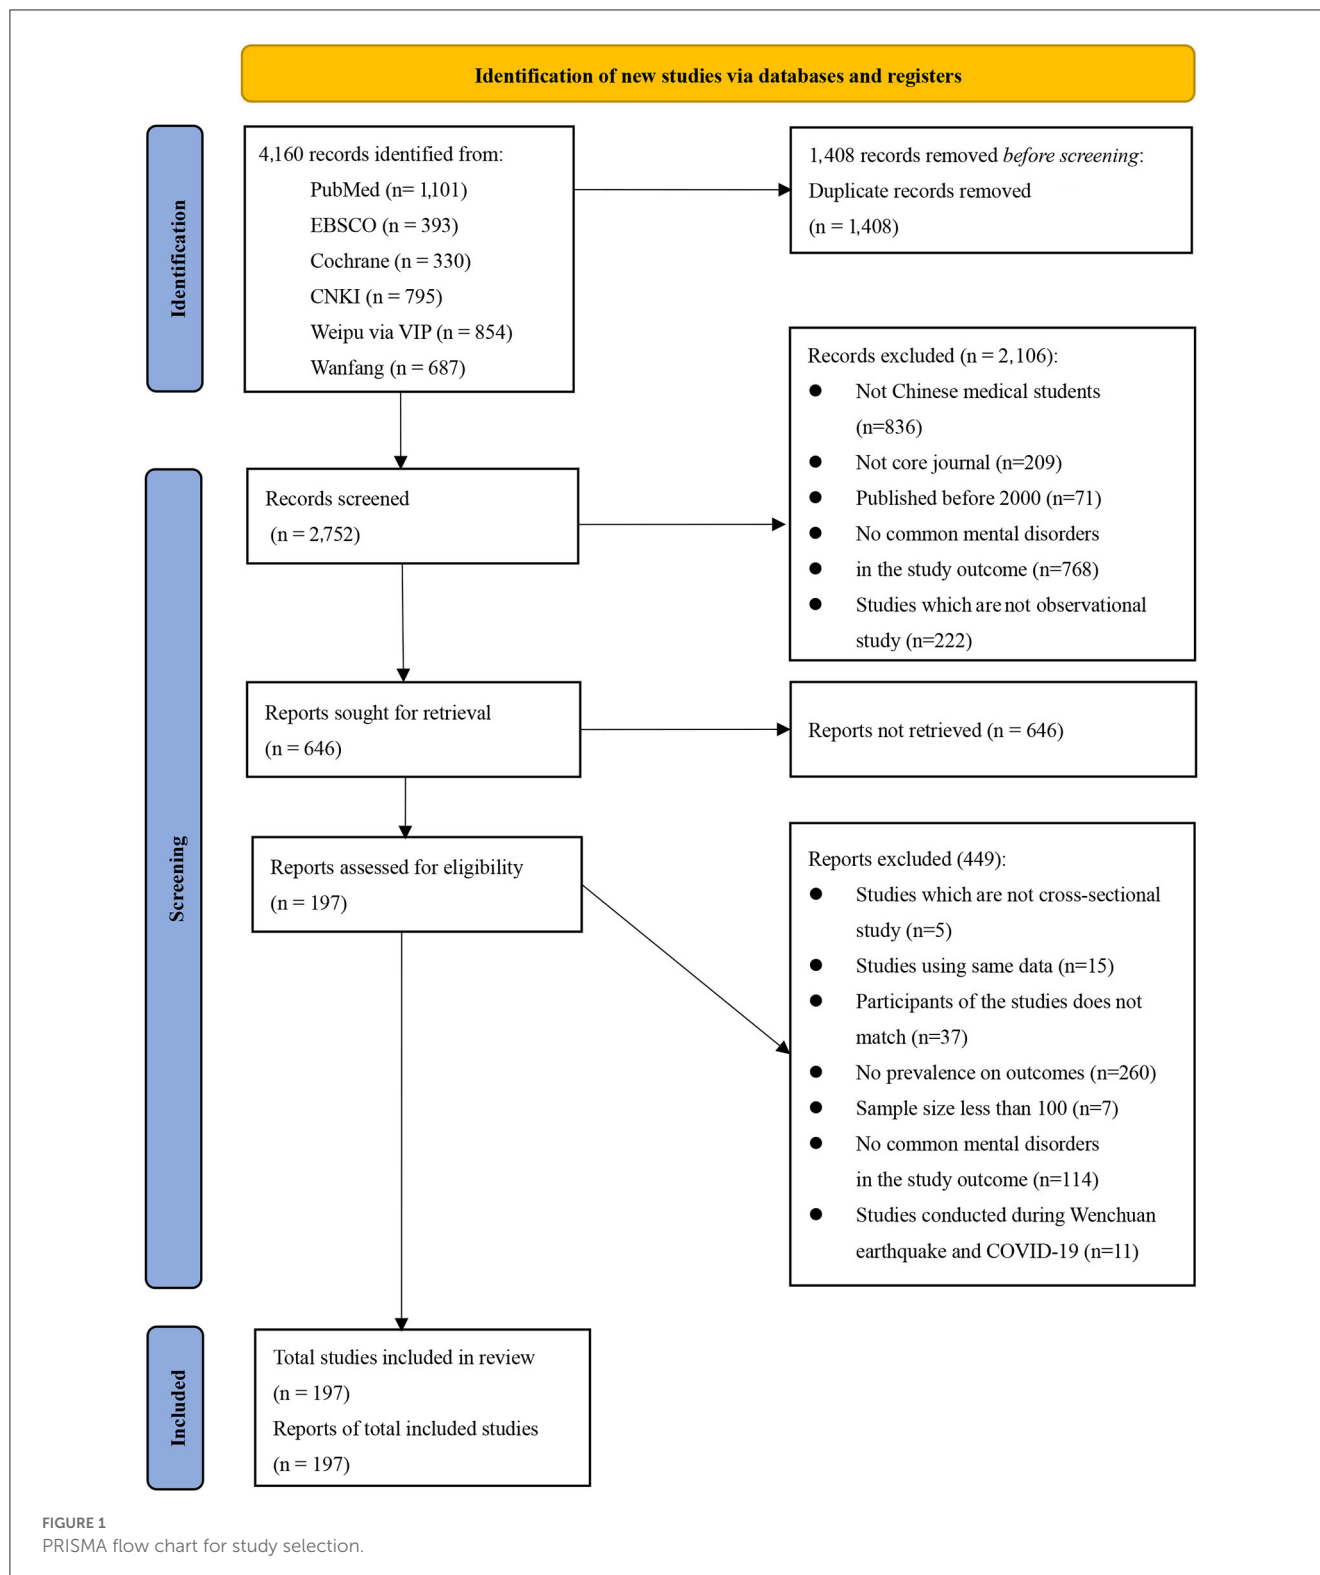 Identification of new studies via databases and registers
Identification
4,160 records identified from:
PubMed (n= 1,101)
EBSCO (n = 393)
Cochrane (n = 330)
CNKI (n = 795)
Weipu via VIP (n = 854)
Wanfang (n = 687)
1,408 records removed before screening:
Duplicate records removed
(n = 1,408)
Screening
Records screened
(n = 2,752)
Records excluded (n = 2,106):
● Not Chinese medical students
(n=836)
● Not core journal (n=209)
● Published before 2000 (n=71)
● No common mental disorders
● in the study outcome (n=768)
● Studies which are not observational
study (n=222)
Reports sought for retrieval
(n = 646)
Reports not retrieved (n = 646)
Reports assessed for eligibility
(n = 197)
Reports excluded (449):
● Studies which are not cross-sectional
study (n=5)
● Studies using same data (n=15)
● Participants of the studies does not
match (n=37)
● No prevalence on outcomes (n=260)
● Sample size less than 100 (n=7)
● No common mental disorders
in the study outcome (n=114)
● Studies conducted during Wenchuan
earthquake and COVID-19 (n=11)
Included
Total studies included in review
(n = 197)
Reports of total included studies
(n = 197)
FIGURE 1
PRISMA flow chart for study selection.